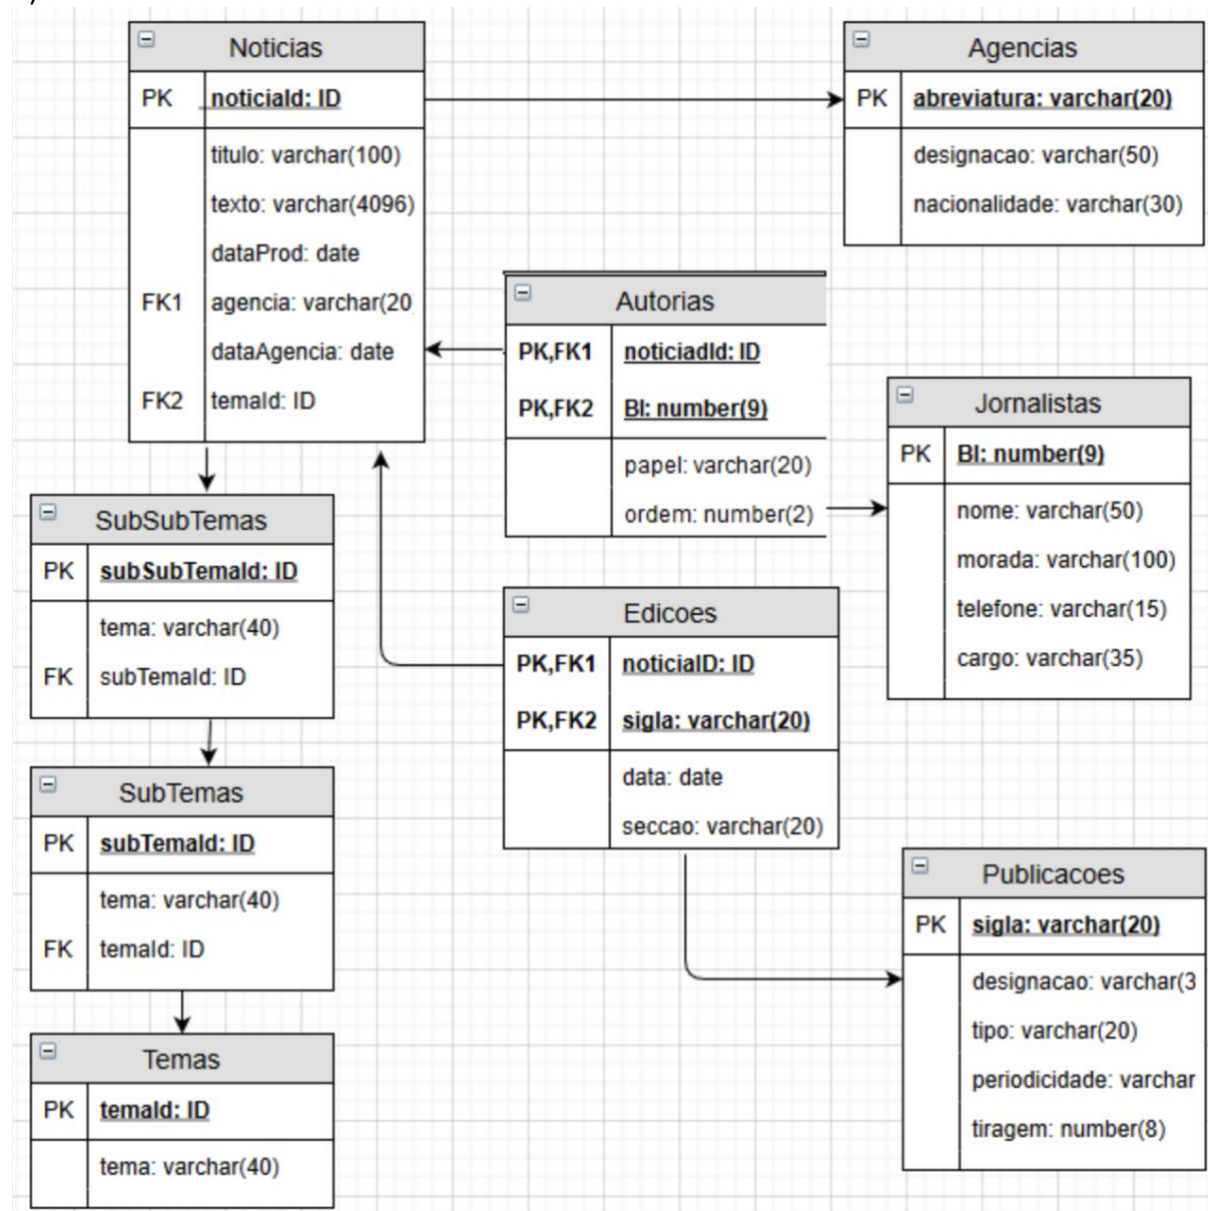 Noticias
PK noticiaId: ID
titulo: varchar(100)
texto: varchar(4096)
dataProd: date
FK1 agencia: varchar(20
dataAgencia: date
FK2 temaId: ID
Agencias
PK abreviatura: varchar(20)
designacao: varchar(50)
nacionalidade: varchar(30)
Autorias
PK,FK1 noticiadId: ID
PK,FK2 BI: number(9)
papel: varchar(20)
ordem: number(2)
Jornalistas
PK BI: number(9)
nome: varchar(50)
morada: varchar(100)
telefone: varchar(15)
cargo: varchar(35)
SubSubTemas
PK subSubTemaId: ID
tema: varchar(40)
FK subTemaId: ID
Edicoes
PK,FK1 noticiaID: ID
PK,FK2 sigla: varchar(20)
data: date
seccao: varchar(20)
SubTemas
PK subTemaId: ID
tema: varchar(40)
FK temaId: ID
Publicacoes
PK sigla: varchar(20)
designacao: varchar(3
tipo: varchar(20)
periodicidade: varchar
tiragem: number(8)
Temas
PK temaId: ID
tema: varchar(40)